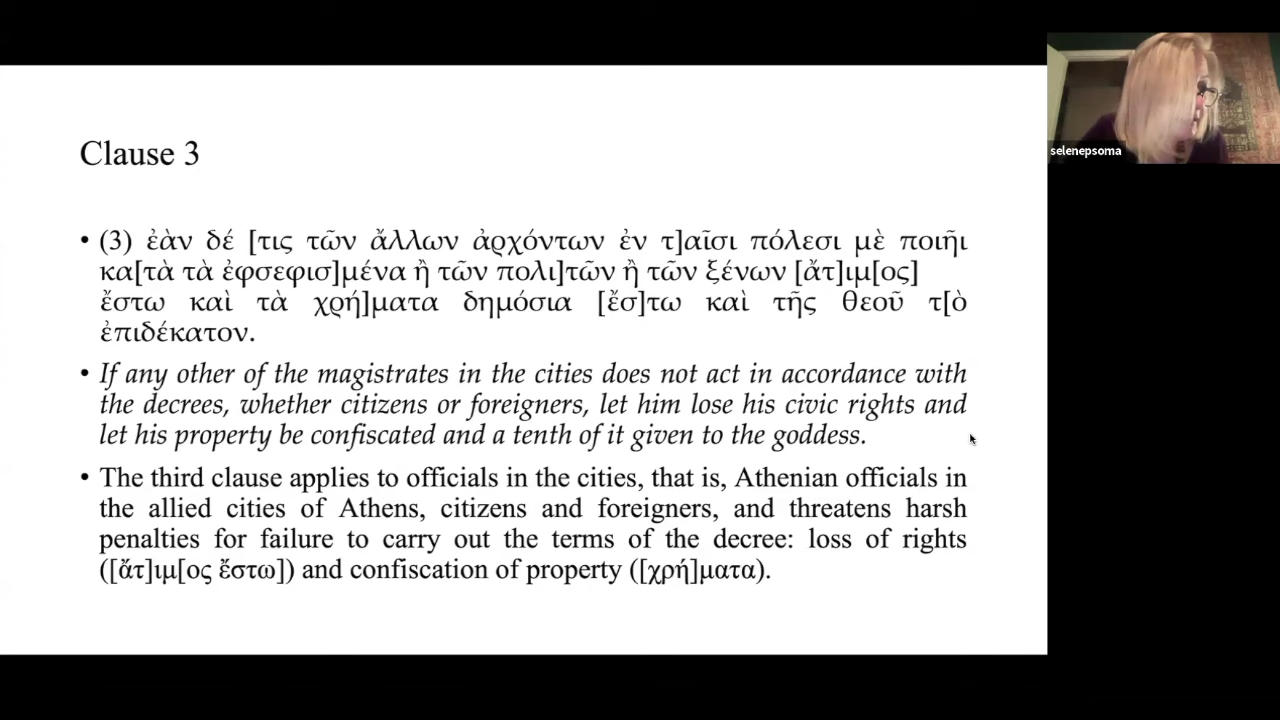 Clause 3
selenepsoma
• (3) ἐὰν δέ [τις τῶν ἄλλων ἀρχόντων ἐν τ]αῖσι πόλεσι μὲ ποιῆι
κα[τὰ τὰ ἐφσεφισ]μένα ἢ τῶν πολι]τῶν ἢ τῶν ξένων [ἄτ]ιμ[ος]
ἔστω καὶ τὰ χρή]ματα δημόσια [ἔσ]τω καὶ τῆς θεοῦ τ[ὸ
ἐπιδέκατον.
• If any other of the magistrates in the cities does not act in accordance with
the decrees, whether citizens or foreigners, let him lose his civic rights and
let his property be confiscated and a tenth of it given to the goddess.
• The third clause applies to officials in the cities, that is, Athenian officials in
the allied cities of Athens, citizens and foreigners, and threatens harsh
penalties for failure to carry out the terms of the decree: loss of rights
([ἄτ]ιμ[ος ἔστω]) and confiscation of property ([χρή]ματα).